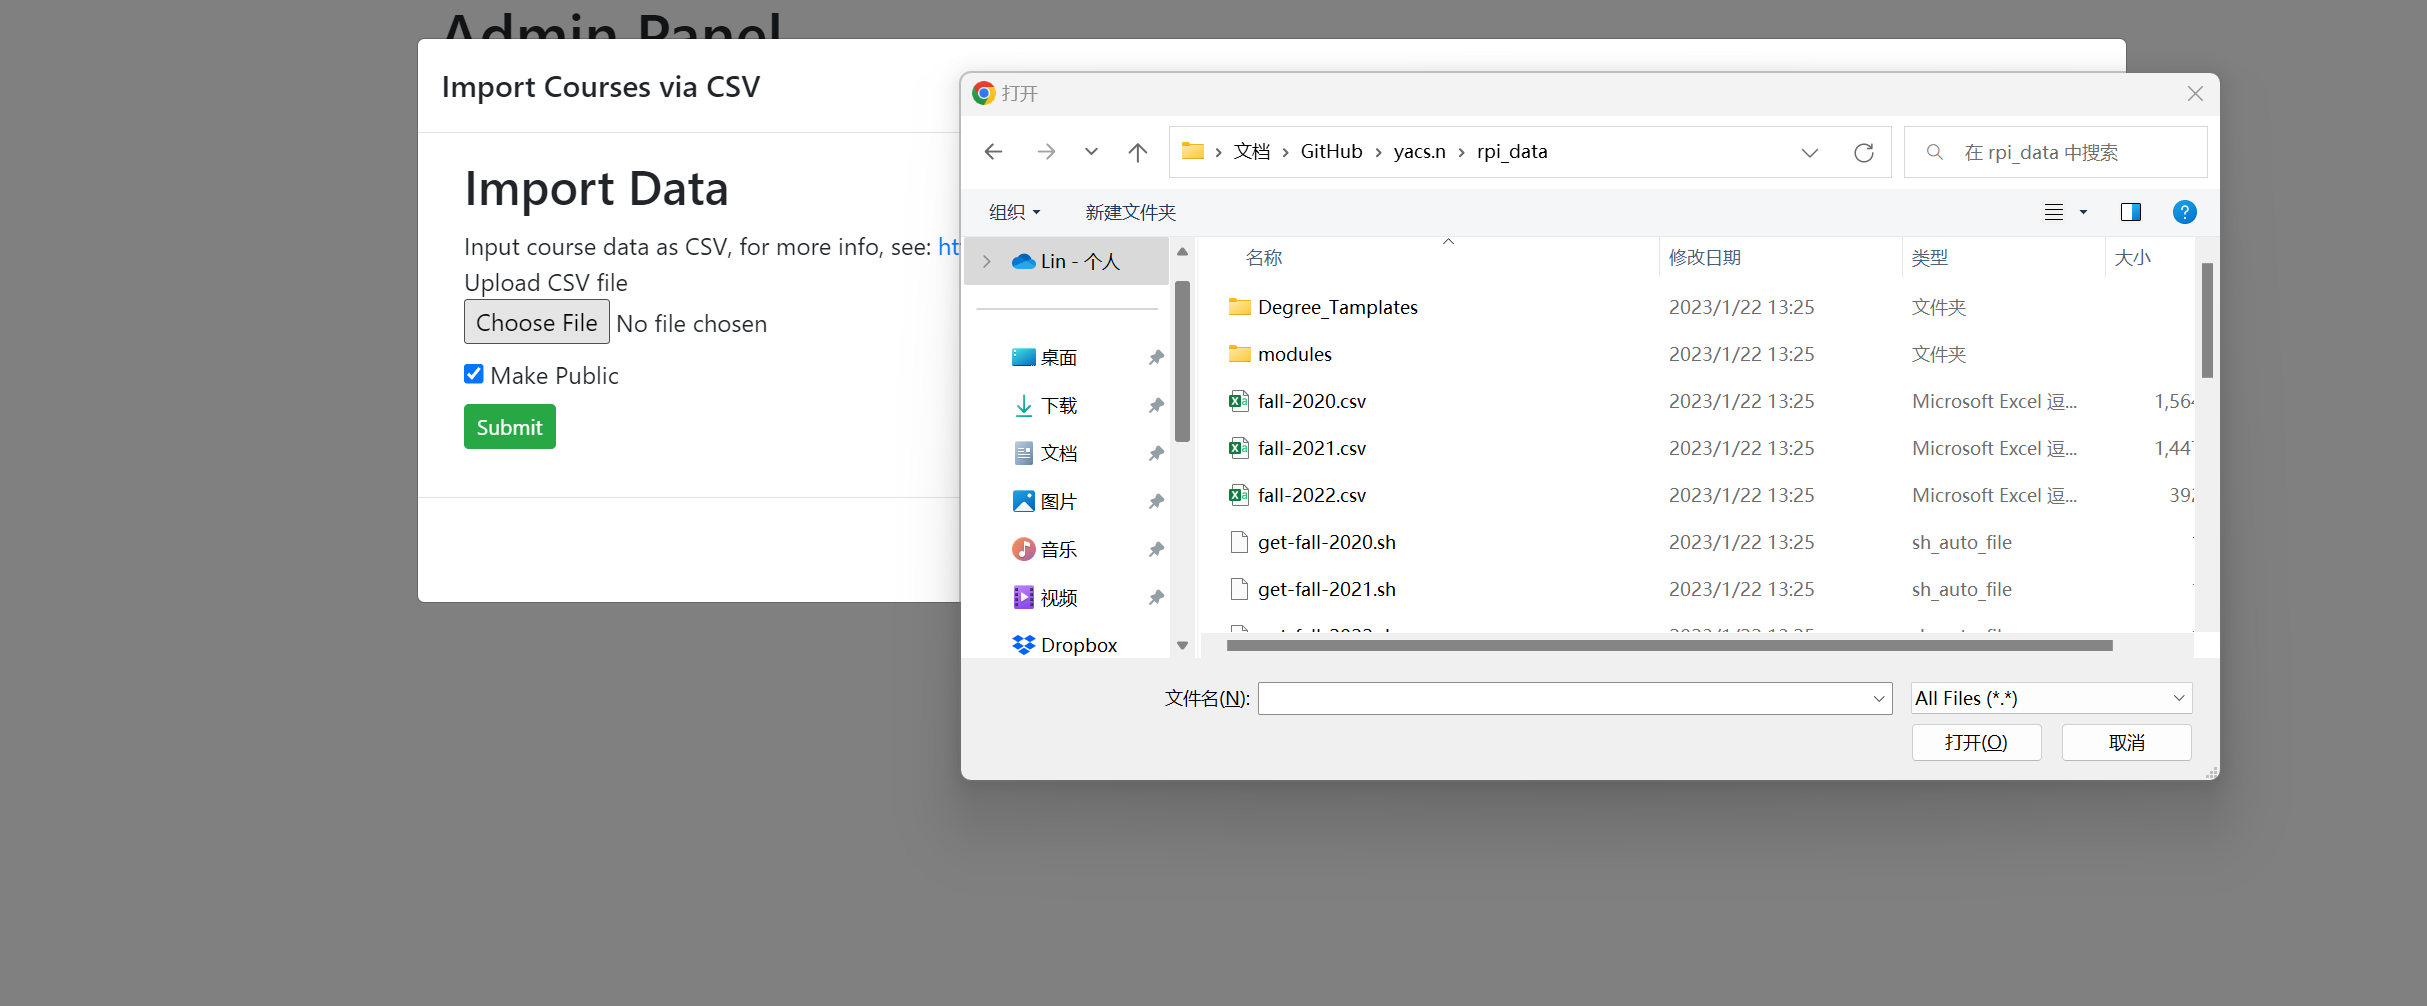 Admin Panel
Import Courses via CSV
Import Data
Input course data as CSV, for more info, see: ht
Upload CSV file
Choose File No file chosen
Make Public
Submit
打开
文档 GitHub yacs.n rpi_data
在 rpi_data 中搜索
组织 新建文件夹
Lin - 个人
桌面
下载
文档
图片
音乐
视频
Dropbox
名称 修改日期 类型 大小
Degree_Tamplates 2023/1/22 13:25 文件夹
modules 2023/1/22 13:25 文件夹
fall-2020.csv 2023/1/22 13:25 Microsoft Excel 逗... 1,564
fall-2021.csv 2023/1/22 13:25 Microsoft Excel 逗... 1,447
fall-2022.csv 2023/1/22 13:25 Microsoft Excel 逗... 392
get-fall-2020.sh 2023/1/22 13:25 sh_auto_file
get-fall-2021.sh 2023/1/22 13:25 sh_auto_file
文件名(N): All Files (*.*)
打开(O) 取消